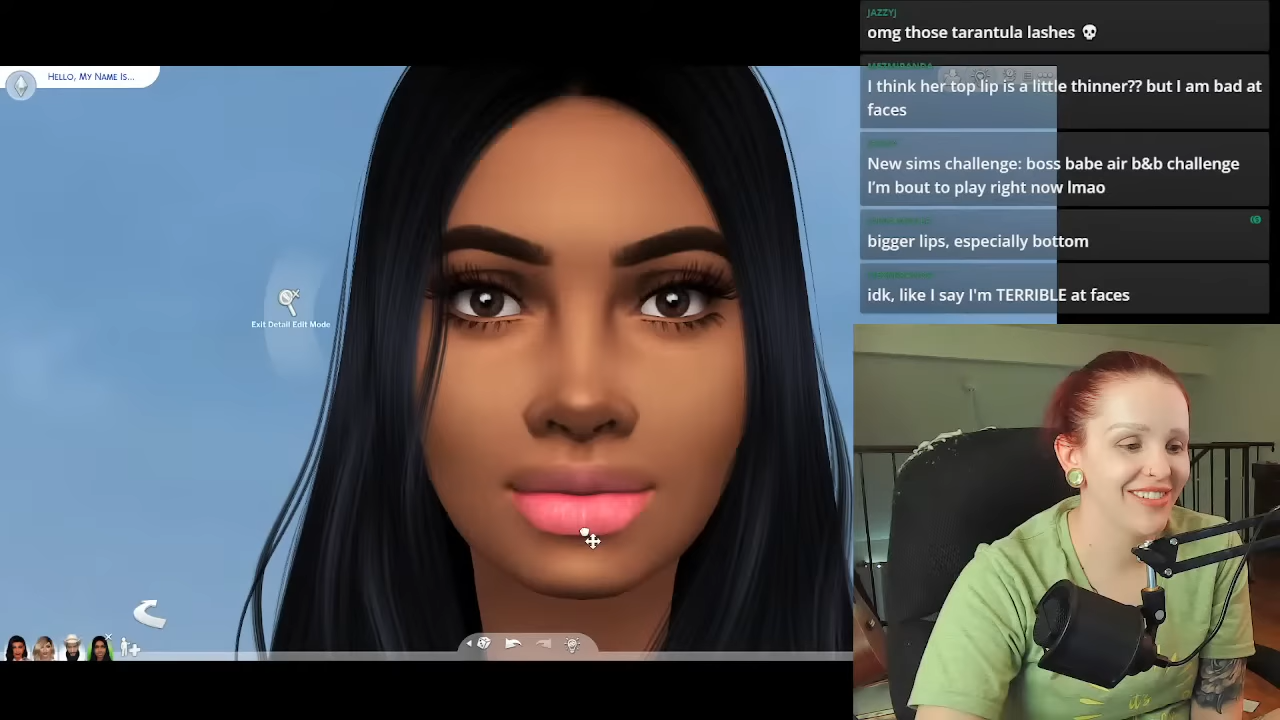 JAZZYJ
omg those tarantula lashes 💀
HELLO, MY NAME IS...
I think her top lip is a little thinner?? but I am bad at
faces
New sims challenge: boss babe air b&b challenge
I'm bout to play right now lmao
bigger lips, especially bottom
idk, like I say I'm TERRIBLE at faces
Exit Detail Edit Mode